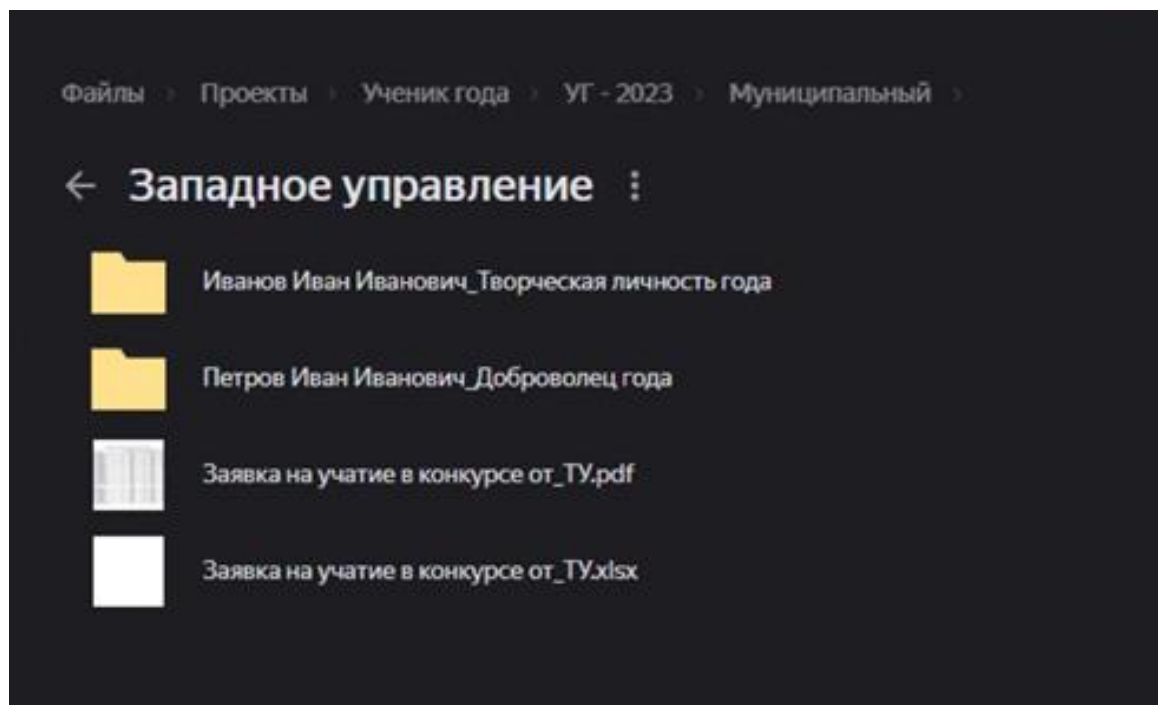 Файлы › Проекты › Ученик года › УГ - 2023 › Муниципальный ›
← Западное управление ⋮
Иванов Иван Иванович_Творческая личность года
Петров Иван Иванович_Доброволец года
Заявка на учатие в конкурсе от_ТУ.pdf
Заявка на учатие в конкурсе от_ТУ.xlsx